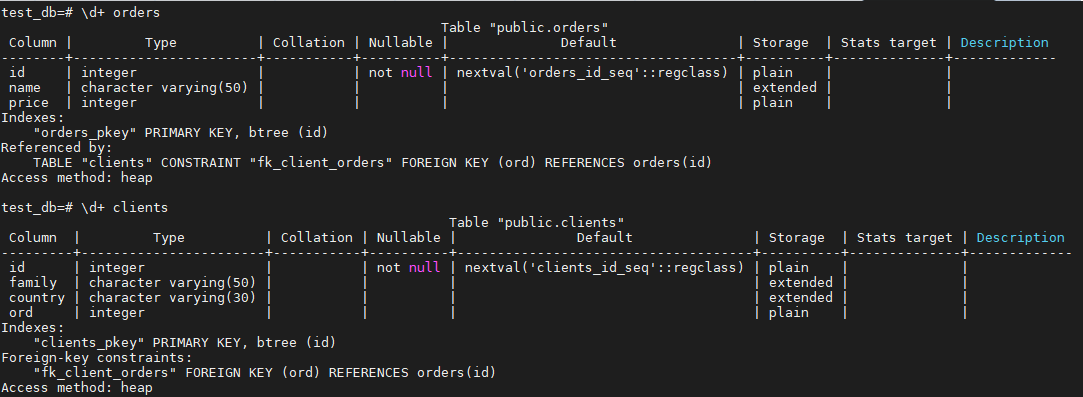 test_db=# \d+ orders
                                                       Table "public.orders"
 Column |         Type          | Collation | Nullable |              Default               | Storage  | Stats target | Description
--------+-----------------------+-----------+----------+------------------------------------+----------+--------------+-------------
 id     | integer               |           | not null | nextval('orders_id_seq'::regclass) | plain    |              |
 name   | character varying(50) |           |          |                                    | extended |              |
 price  | integer               |           |          |                                    | plain    |              |
Indexes:
    "orders_pkey" PRIMARY KEY, btree (id)
Referenced by:
    TABLE "clients" CONSTRAINT "fk_client_orders" FOREIGN KEY (ord) REFERENCES orders(id)
Access method: heap
test_db=# \d+ clients
                                                        Table "public.clients"
 Column  |         Type          | Collation | Nullable |               Default               | Storage  | Stats target | Description
---------+-----------------------+-----------+----------+-------------------------------------+----------+--------------+-------------
 id      | integer               |           | not null | nextval('clients_id_seq'::regclass) | plain    |              |
 family  | character varying(50) |           |          |                                     | extended |              |
 country | character varying(30) |           |          |                                     | extended |              |
 ord     | integer               |           |          |                                     | plain    |              |
Indexes:
    "clients_pkey" PRIMARY KEY, btree (id)
Foreign-key constraints:
    "fk_client_orders" FOREIGN KEY (ord) REFERENCES orders(id)
Access method: heap